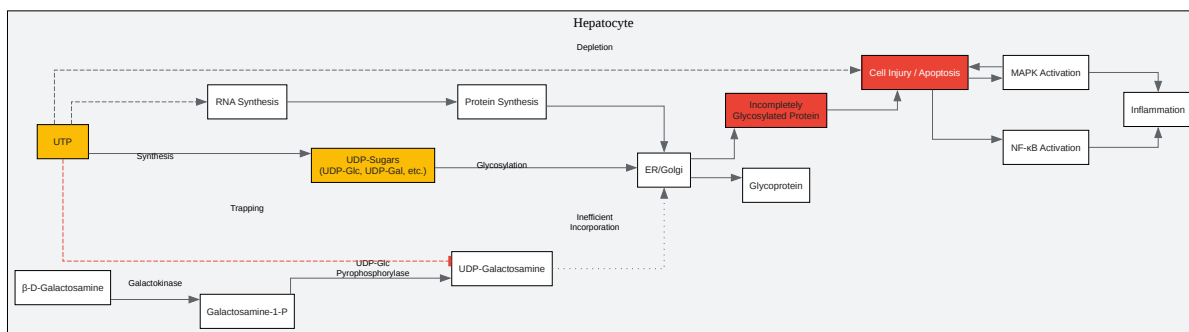 Hepatocyte
Depletion
Cell Injury / Apoptosis
MAPK Activation
RNA Synthesis
Protein Synthesis
Incompletely
Glycosylated Protein
Inflammation
UTP
Synthesis
UDP-Sugars
(UDP-Glc, UDP-Gal, etc.)
Glycosylation
ER/Golgi
NF-κB Activation
Glycoprotein
Trapping
Inefficient
Incorporation
UDP-Glc
Pyrophosphorylase
UDP-Galactosamine
β-D-Galactosamine
Galactokinase
Galactosamine-1-P